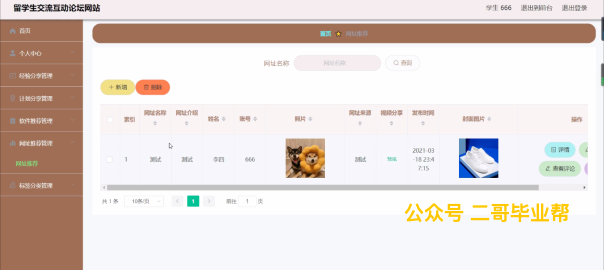 留学生交流互动论坛网站
学生 666 退出到前台 退出登录
首页
个人中心
经验分享管理
计划分享管理
软件推荐管理
网址推荐管理
网址推荐
标签分类管理
首页 网址推荐
网址名称 网址名称 查询
+ 新增 删除
索引 网址名称 网址介绍 姓名 账号 照片 网址来源 视频分享 发布时间 封面图片 操作
1 测试 测试 李四 666 测试 2021-03-18 23:47:15 详情
查看评论
共 1 条 10条/页 1 前往 1 页
公众号 二哥毕业帮